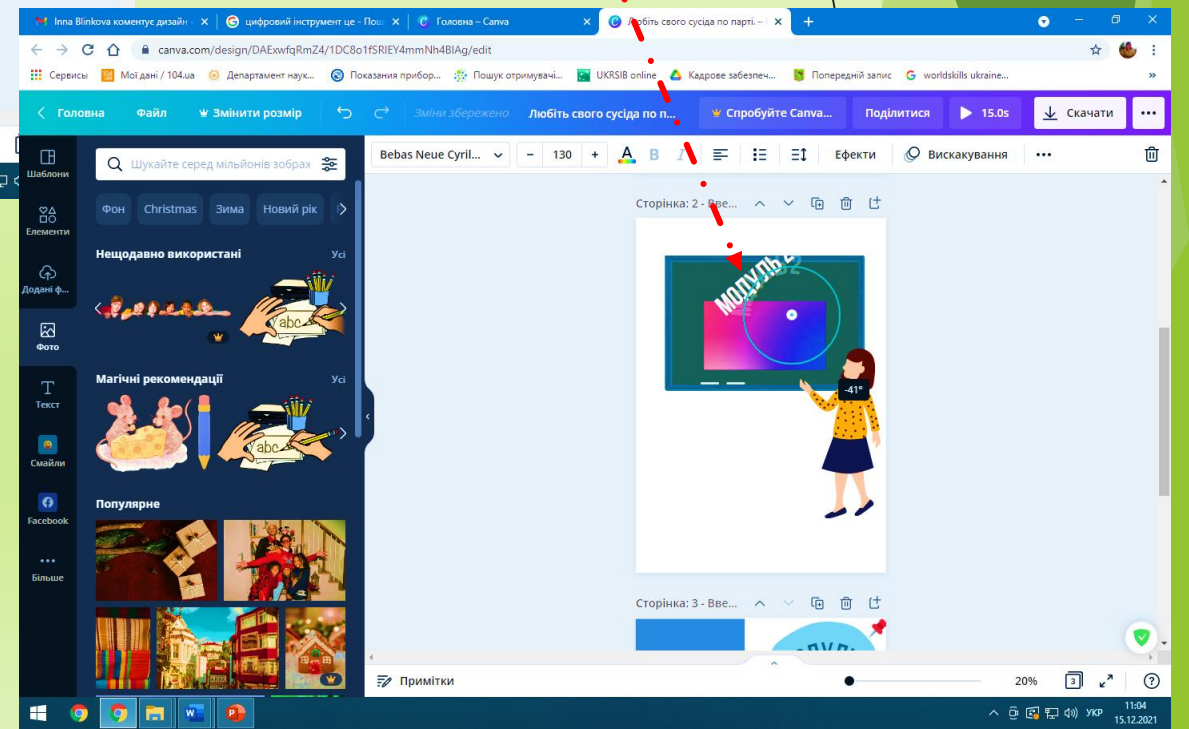 Inna Blinkova коментує дизайн
цифровий інструмент це - Пош
Головна – Canva
Любіть свого сусіда по парті. –
canva.com/design/DAExwfqRmZ4/1DC8o1fSRIEY4mmNh4BIAg/edit
Сервисы Мої дані / 104.ua Департамент наук... Показания прибор... Пошук отримувачі... UKRSIB online Кадрове забезпеч... Попередній запис worldskills ukraine... »
Головна Файл Змінити розмір Зміни збережено Любіть свого сусіда по п... Спробуйте Canva... Поділитися 15.0s Скачати
Bebas Neue Cyril... – 130 + A B I Ефекти Вискакування
Шаблони
Елементи
Додані ф...
Фото
Текст
Смайли
Facebook
Більше
Шукайте серед мільйонів зображ
Фон Christmas Зима Новий рік
Нещодавно використані Усі
abc
Магічні рекомендації Усі
abc
Популярне
Сторінка: 2 - Вве...
МОДУЛЬ
-41°
Сторінка: 3 - Вве...
Примітки
20% 3
УКР 11:04
15.12.2021